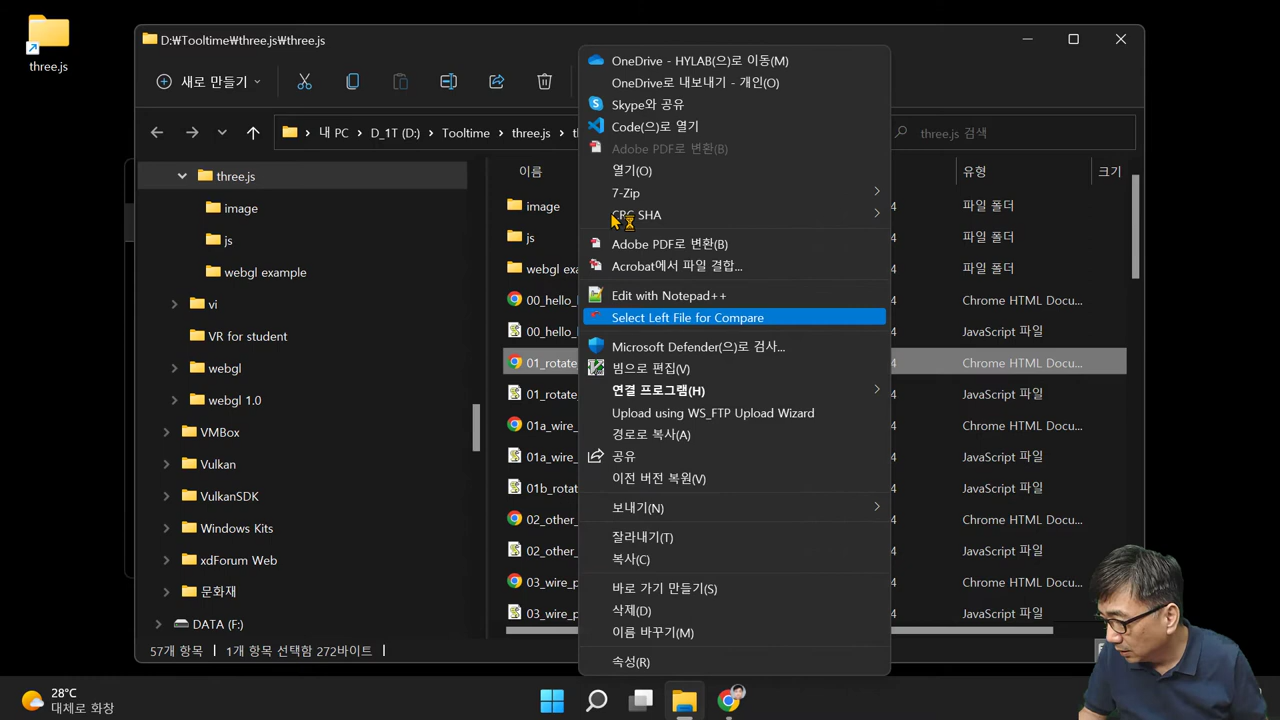 three.js
D:₩Tooltime₩three.js₩three.js
새로 만들기
내 PC > D_1T (D:) > Tooltime > three.js >
three.js 검색
three.js
image
js
webgl example
vi
VR for student
webgl
webgl 1.0
VMBox
Vulkan
VulkanSDK
Windows Kits
xdForum Web
문화재
DATA (F:)
이름
유형
크기
image
파일 폴더
js
파일 폴더
webgl
파일 폴더
Chrome HTML Docu...
JavaScript 파일
01_rotate
Chrome HTML Docu...
01_rotate
JavaScript 파일
01a_wire_
Chrome HTML Docu...
01a_wire_
JavaScript 파일
JavaScript 파일
02_other_
Chrome HTML Docu...
02_other_
JavaScript 파일
Chrome HTML Docu...
JavaScript 파일
OneDrive - HYLAB(으)로 이동(M)
OneDrive로 내보내기 - 개인(O)
Skype와 공유
Code(으)로 열기
Adobe PDF로 변환(B)
열기(O)
7-Zip
CRC SHA
Adobe PDF로 변환(B)
Acrobat에서 파일 결합...
Edit with Notepad++
Select Left File for Compare
Microsoft Defender(으)로 검사...
빔으로 편집(V)
연결 프로그램(H)
Upload using WS_FTP Upload Wizard
경로로 복사(A)
공유
이전 버전 복원(V)
보내기(N)
잘라내기(T)
복사(C)
바로 가기 만들기(S)
삭제(D)
이름 바꾸기(M)
속성(R)
57개 항목
1개 항목 선택함 272바이트
28°C
대체로 화창